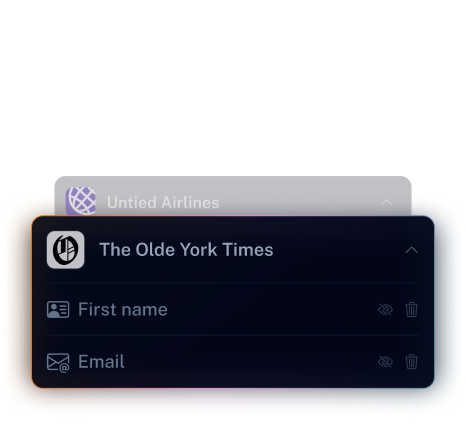 Untied Airlines
The Olde York Times
First name
Email